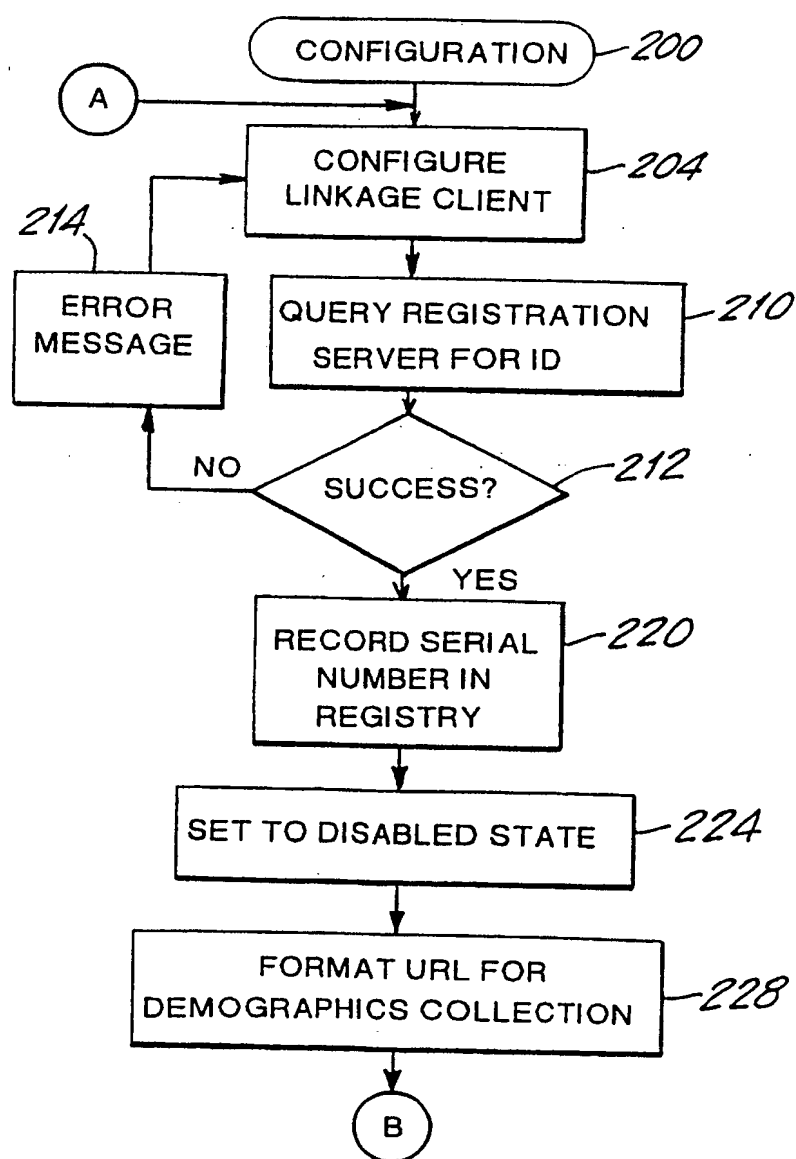 CONFIGURATION
200
A
CONFIGURE
LINKAGE CLIENT
204
214
ERROR
MESSAGE
QUERY REGISTRATION
SERVER FOR ID
210
NO
SUCCESS?
212
YES
RECORD SERIAL
NUMBER IN
REGISTRY
220
SET TO DISABLED STATE
224
FORMAT URL FOR
DEMOGRAPHICS COLLECTION
228
B